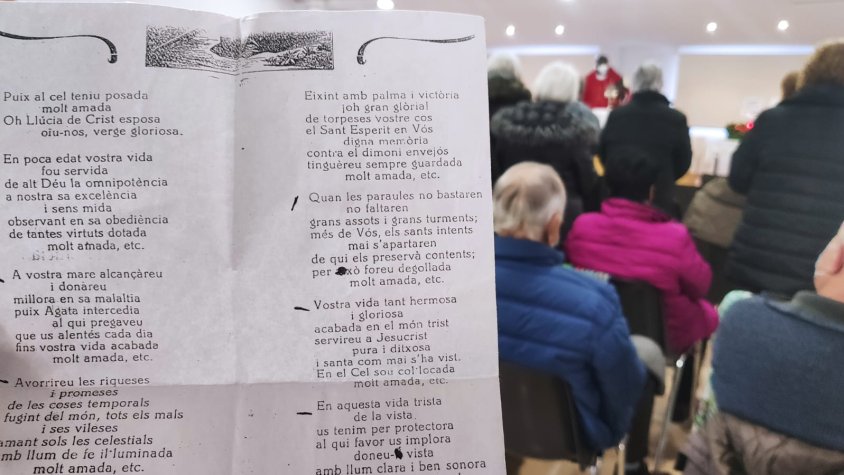 Puix al cel teniu posada
molt amada
Oh Llúcia de Crist esposa
oiu-nos, verge gloriosa.
En poca edat vostra vida
fou servida
de alt Déu la omnipotència
a nostra sa excelència
i sens mida
observant en sa obediència
de tantes virtuts dotada
molt amada, etc.
A vostra mare alcançàreu
i donàreu
millora en sa malaltia
puix Àgata intercedia
al qui pregaveu
que us alentés cada dia
fins vostra vida acabada
molt amada, etc.
Avorrireu les riqueses
i promeses
de les coses temporals
fugint del món, tots els mals
i ses vileses
amant sols les celestials
amb llum de fe il·luminada
molt amada, etc.
Eixint amb palma i victòria
joh gran glòria!
de torpeses vostre cos
el Sant Esperit en Vós
digna memòria
contra el dimoni envejós
tinguèreu sempre guardada
molt amada, etc.
Quan les paraules no bastaren
no faltaren
grans assots i grans turments;
més de Vós, els sants intents
mai s'apartaren
de qui els preservà contents;
per això foreu degollada
molt amada, etc.
Vostra vida tant hermosa
i gloriosa
acabada en el món trist
servireu a Jesucrist
pura i ditxosa
i santa com mai s'ha vist.
En el Cel sou col·locada
molt amada, etc.
En aquesta vida trista
de la vista
us tenim per protectora
al qui favor us implora
doneu- vista
amb llum clara i ben sonora